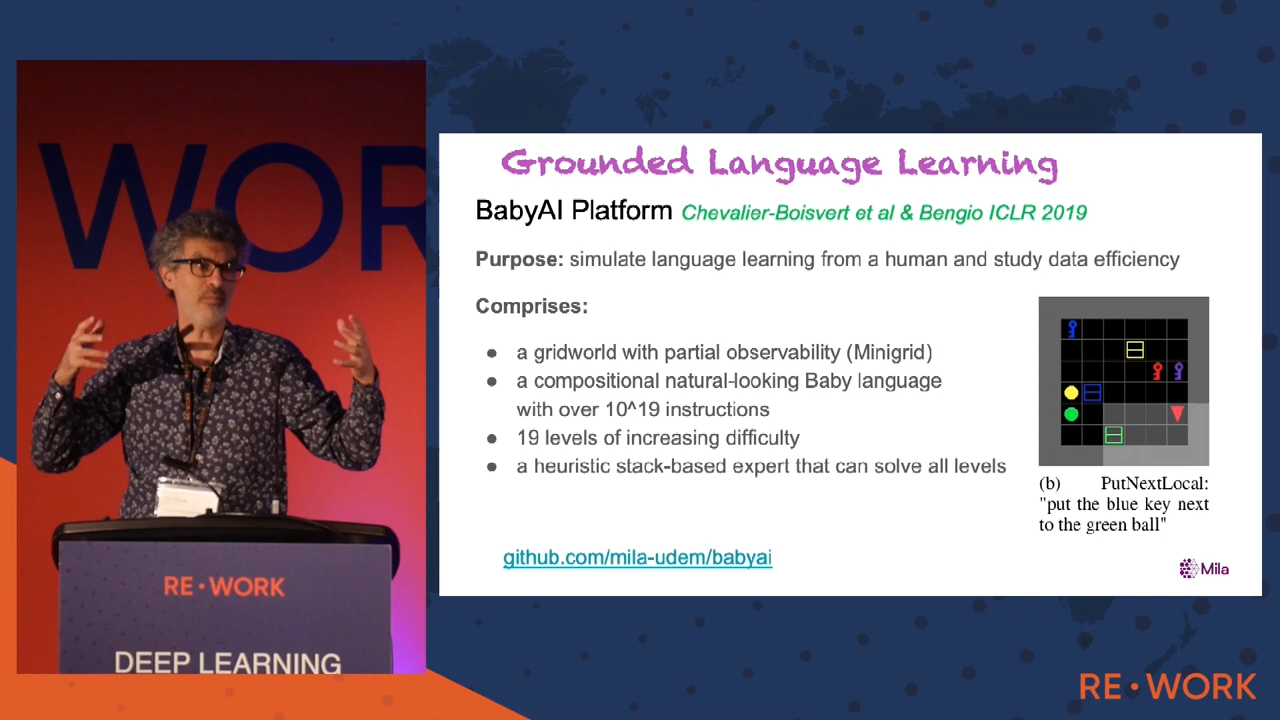 WOR
RE•WORK
DEEP LEARNING
Grounded Language Learning
BabyAI Platform Chevalier-Boisvert et al & Bengio ICLR 2019
Purpose: simulate language learning from a human and study data efficiency
Comprises:
● a gridworld with partial observability (Minigrid)
● a compositional natural-looking Baby language
with over 10^19 instructions
● 19 levels of increasing difficulty
● a heuristic stack-based expert that can solve all levels
(b) PutNextLocal:
"put the blue key next
to the green ball"
github.com/mila-udem/babyai
Mila
RE•WORK